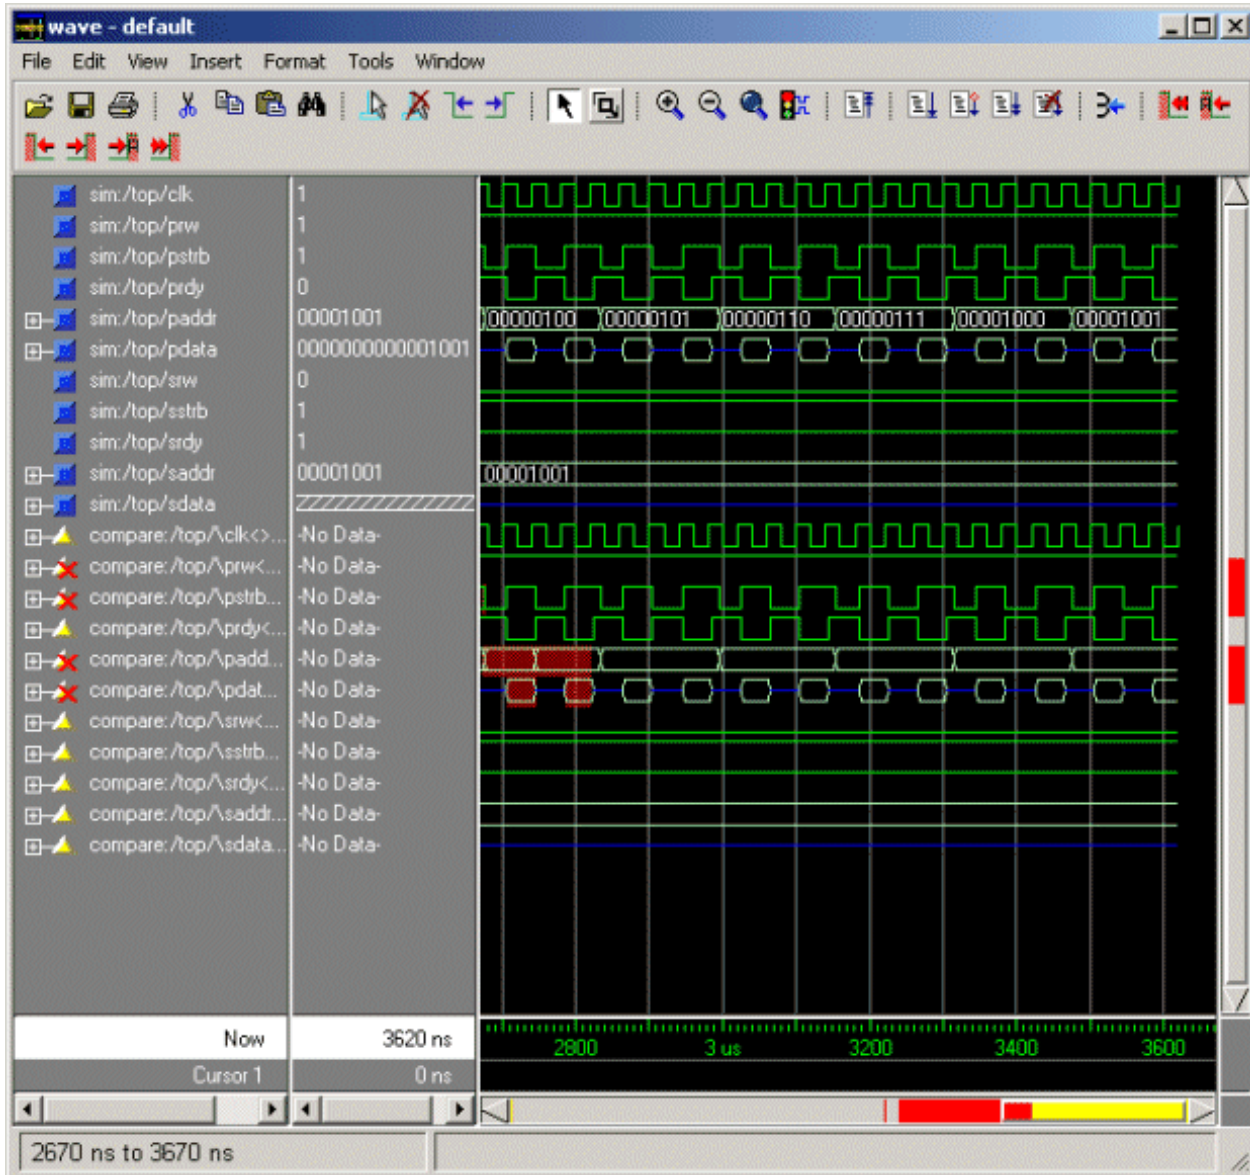 wave - default
File Edit View Insert Format Tools Window
sim:/top/clk 1
sim:/top/prw 1
sim:/top/pstrb 1
sim:/top/prdy 0
sim:/top/paddr 00001001 00000100 00000101 00000110 00000111 00001000 00001001
sim:/top/pdata 0000000000001001
sim:/top/srw 0
sim:/top/sstrb 1
sim:/top/srdy 1
sim:/top/saddr 00001001 00001001
sim:/top/sdata
compare:/top/\clk<>... -No Data-
compare:/top/\prw<... -No Data-
compare:/top/\pstrb... -No Data-
compare:/top/\prdy<... -No Data-
compare:/top/\padd... -No Data-
compare:/top/\pdat... -No Data-
compare:/top/\srw<... -No Data-
compare:/top/\sstrb... -No Data-
compare:/top/\srdy<... -No Data-
compare:/top/\saddr... -No Data-
compare:/top/\sdata... -No Data-
Now 3620 ns 2800 3 us 3200 3400 3600
Cursor 1 0 ns
2670 ns to 3670 ns